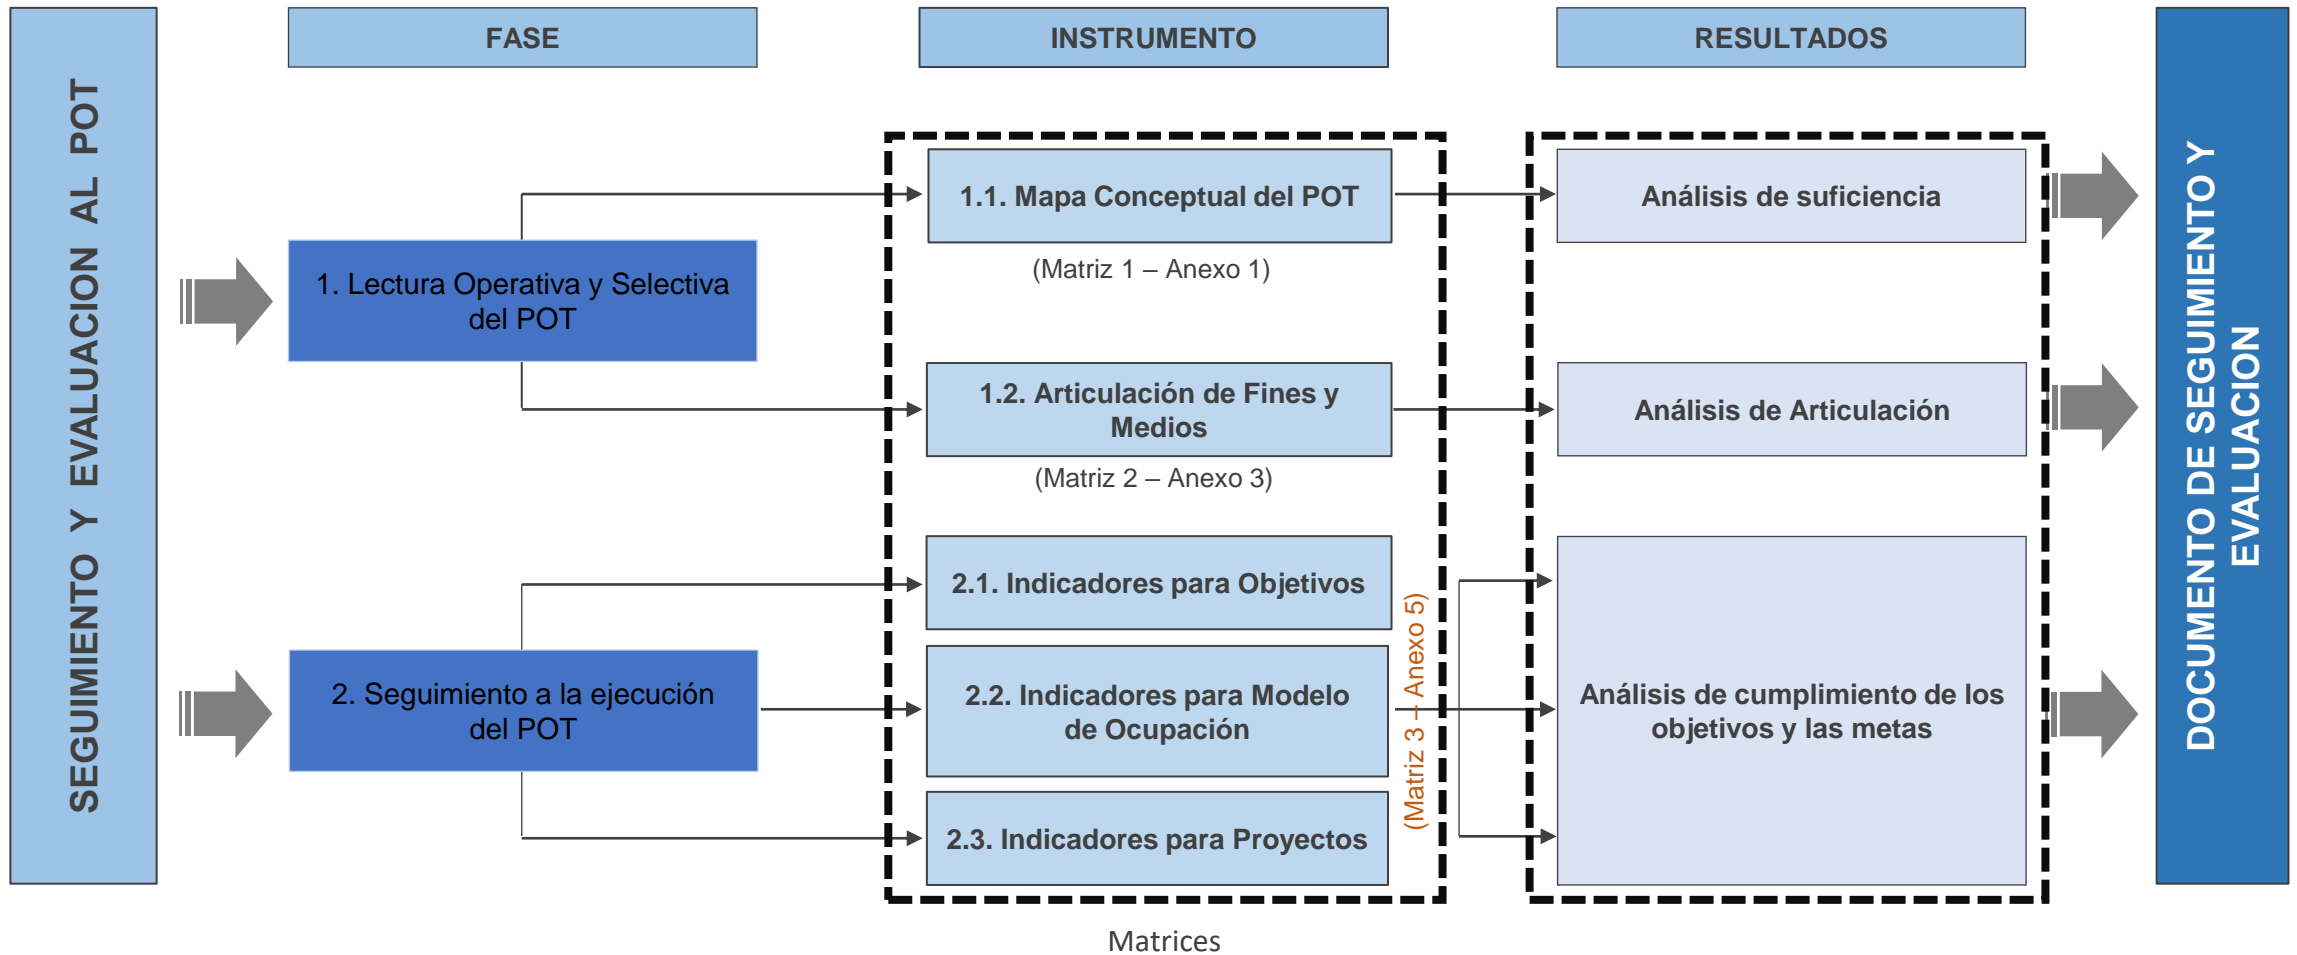 SEGUIMIENTO Y EVALUACION AL POT
FASE
INSTRUMENTO
RESULTADOS
1. Lectura Operativa y Selectiva
del POT
1.1. Mapa Conceptual del POT
(Matriz 1 – Anexo 1)
Análisis de suficiencia
1.2. Articulación de Fines y
Medios
(Matriz 2 – Anexo 3)
Análisis de Articulación
2. Seguimiento a la ejecución
del POT
2.1. Indicadores para Objetivos
2.2. Indicadores para Modelo
de Ocupación
2.3. Indicadores para Proyectos
(Matriz 3 – Anexo 5)
Análisis de cumplimiento de los
objetivos y las metas
DOCUMENTO DE SEGUIMIENTO Y
EVALUACION
Matrices